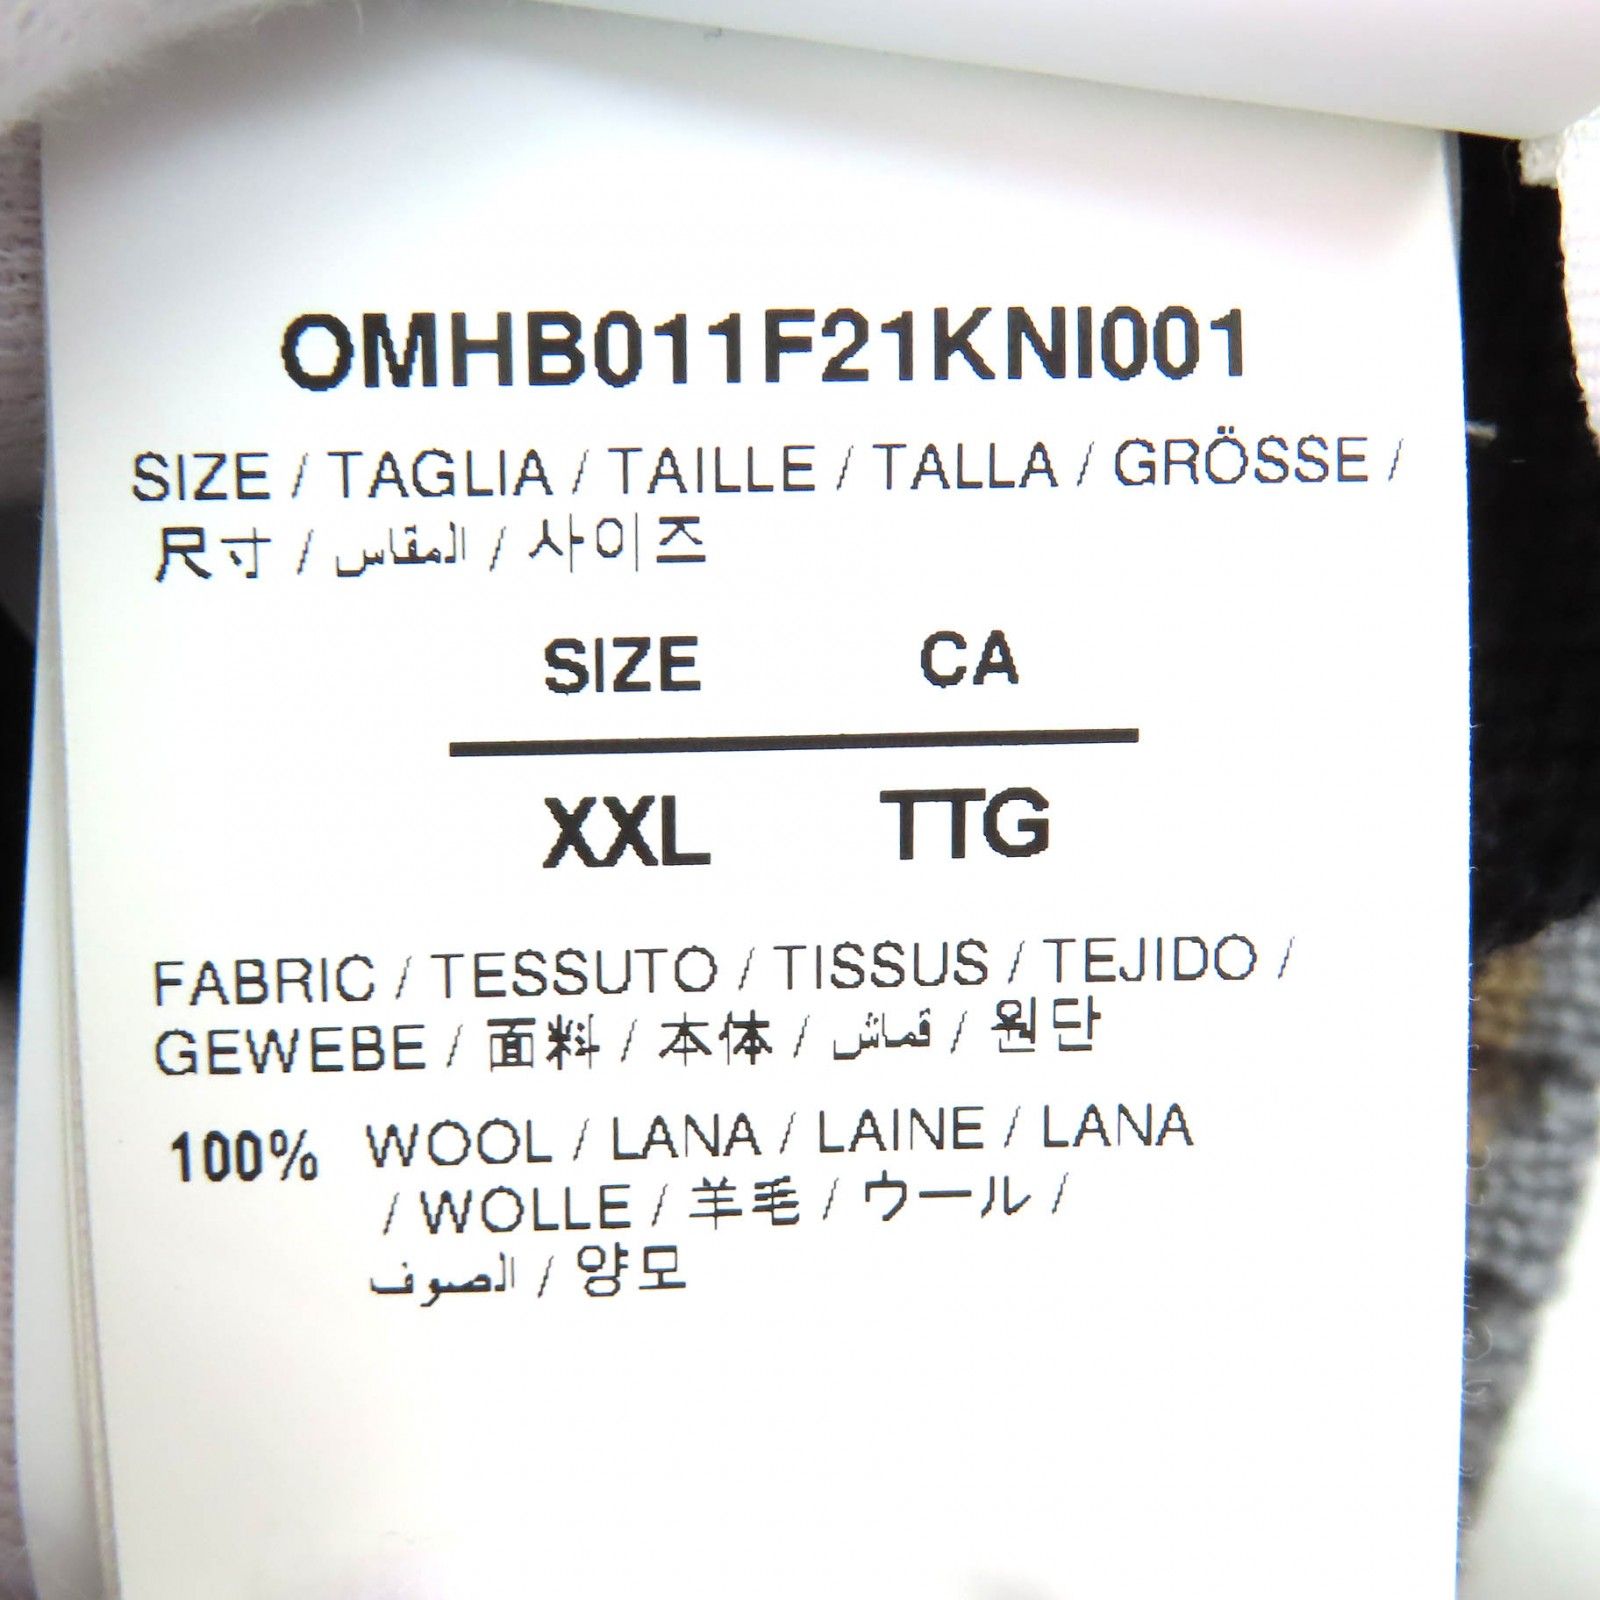 OMHB011F21KNI001
SIZE / TAGLIA / TAILLE / TALLA / GRÖSSE /
尺寸 / المقاس / 사이즈
SIZE CA
XXL TTG
FABRIC / TESSUTO / TISSUS / TEJIDO /
GEWEBE / 面料 / 本体 / قماش / 원단
100% WOOL / LANA / LAINE / LANA
/ WOLLE / 羊毛 / ウール /
الصوف / 양모